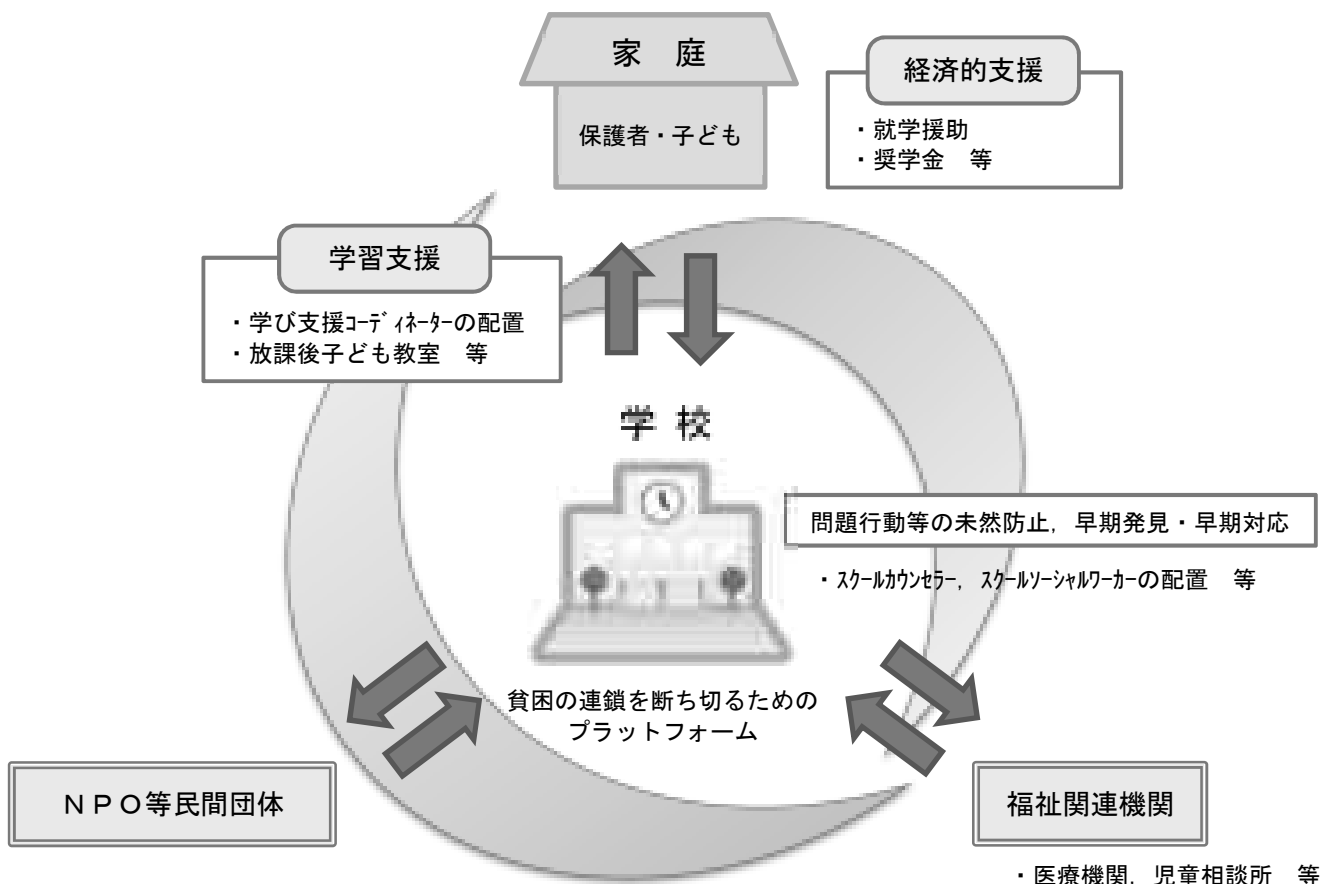 家　庭
保護者・子ども
経済的支援
・就学援助
・奨学金　等
学習支援
・学び支援ｺｰﾃﾞｨﾈｰﾀｰの配置
・放課後子ども教室　等
学 校
問題行動等の未然防止，早期発見・早期対応
・ｽｸｰﾙｶｳﾝｾﾗｰ，ｽｸｰﾙｿｰｼｬﾙﾜｰｶｰの配置　等
貧困の連鎖を断ち切るための
プラットフォーム
ＮＰＯ等民間団体
福祉関連機関
・医療機関，児童相談所　等